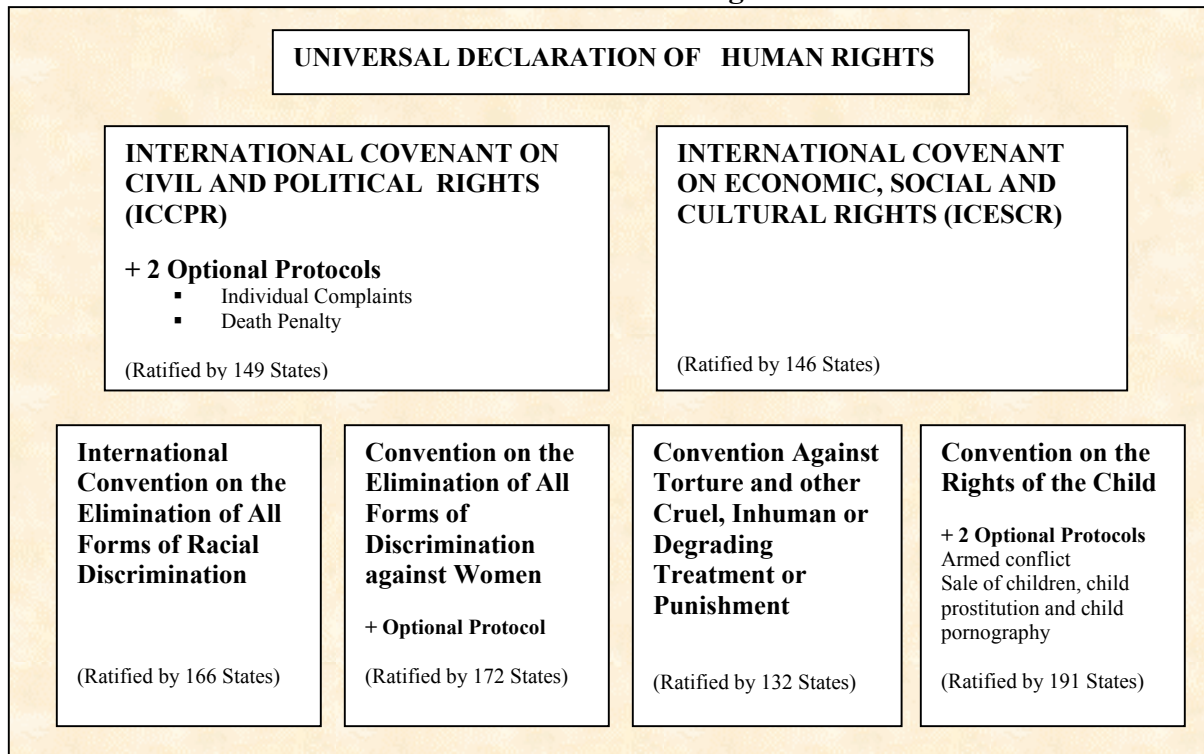 UNIVERSAL DECLARATION OF HUMAN RIGHTS
INTERNATIONAL COVENANT ON
CIVIL AND POLITICAL RIGHTS
(ICCPR)
+ 2 Optional Protocols
▪ Individual Complaints
▪ Death Penalty
(Ratified by 149 States)
INTERNATIONAL COVENANT
ON ECONOMIC, SOCIAL AND
CULTURAL RIGHTS (ICESCR)
(Ratified by 146 States)
International
Convention on the
Elimination of All
Forms of Racial
Discrimination
(Ratified by 166 States)
Convention on the
Elimination of All
Forms of
Discrimination
against Women
+ Optional Protocol
(Ratified by 172 States)
Convention Against
Torture and other
Cruel, Inhuman or
Degrading
Treatment or
Punishment
(Ratified by 132 States)
Convention on the
Rights of the Child
+ 2 Optional Protocols
Armed conflict
Sale of children, child
prostitution and child
pornography
(Ratified by 191 States)